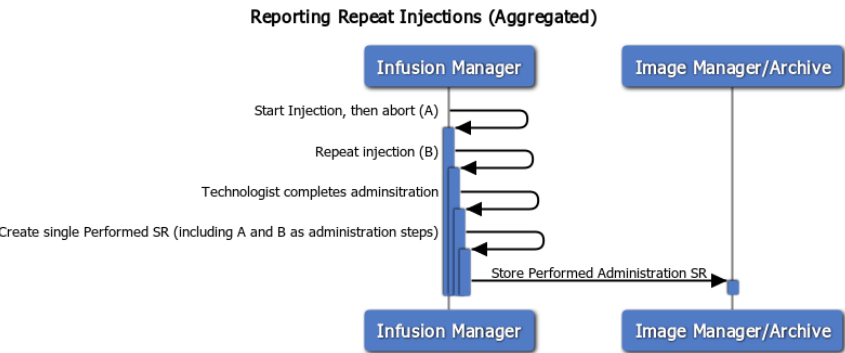 Reporting Repeat Injections (Aggregated)
Infusion Manager
Image Manager/Archive
Start Injection, then abort (A)
Repeat injection (B)
Technologist completes adminsitration
Create single Performed SR (including A and B as administration steps)
Store Performed Administration SR
Infusion Manager
Image Manager/Archive